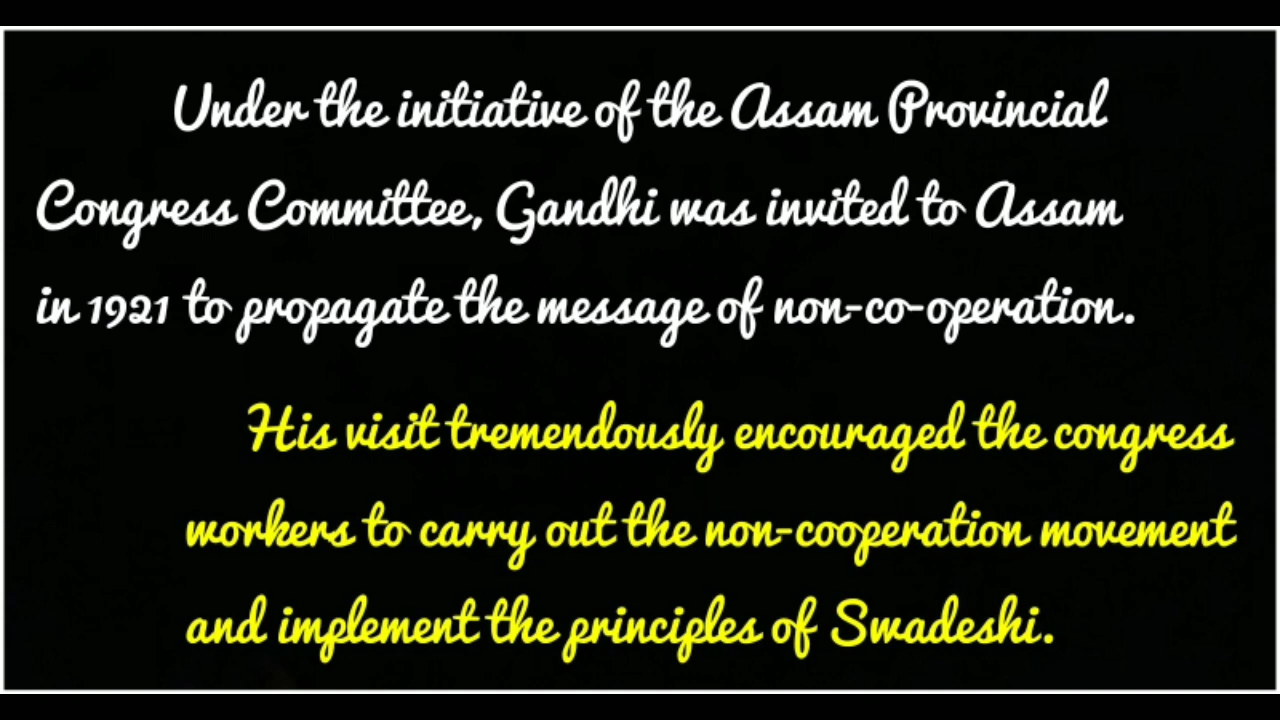 Under the initiative of the Assam Provincial
Congress Committee, Gandhi was invited to Assam
in 1921 to propagate the message of non-co-operation.
His visit tremendously encouraged the congress
workers to carry out the non-cooperation movement
and implement the principles of Swadeshi.